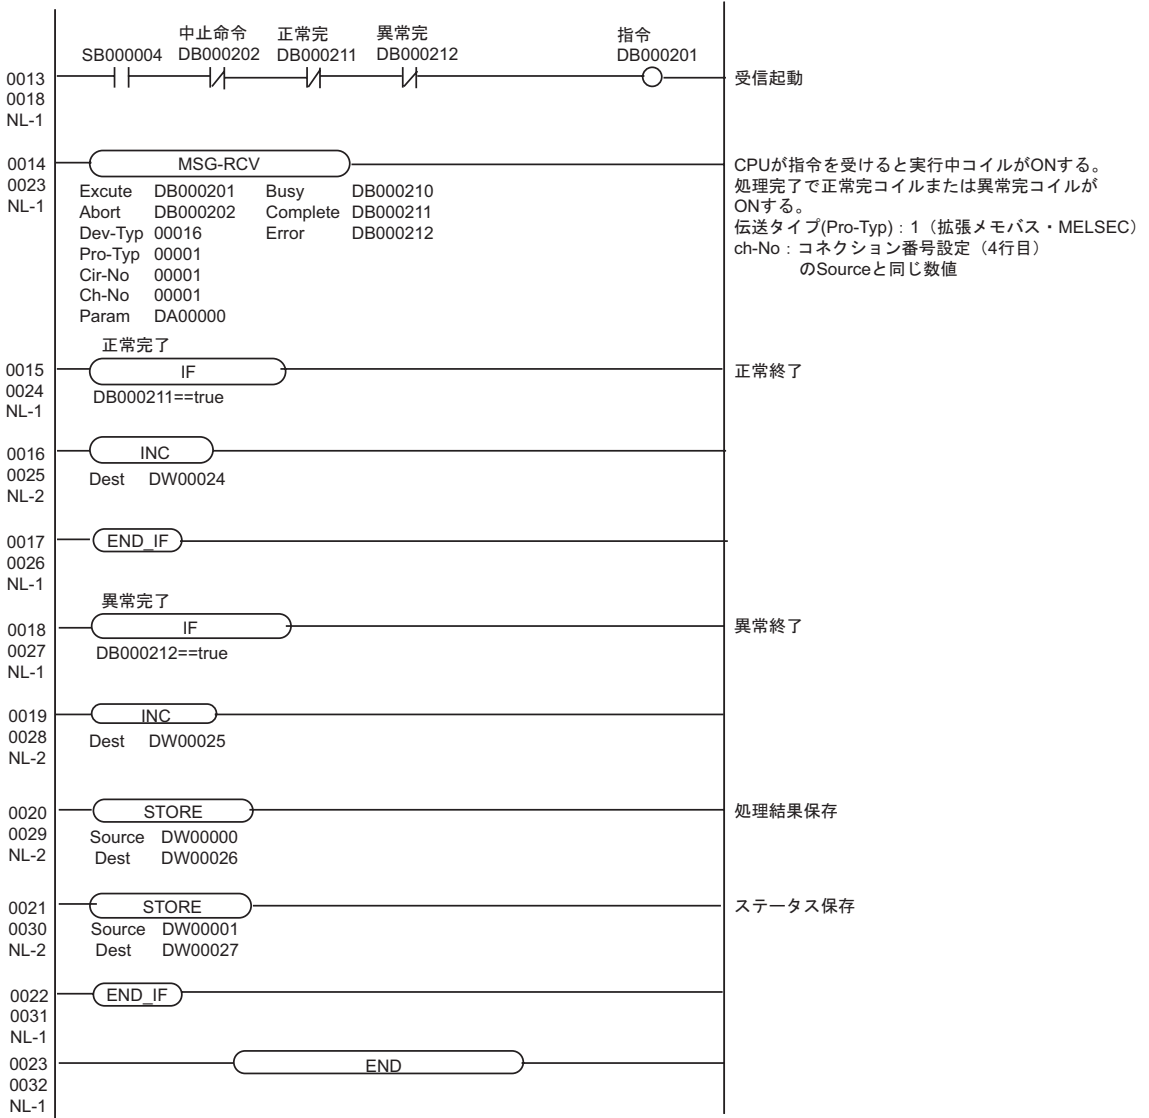 中止命令 正常完 異常完 指令
SB000004 DB000202 DB000211 DB000212 DB000201
0013 受信起動
0018
NL-1
0014 MSG-RCV CPUが指令を受けると実行中コイルがONする。
0023 Excute DB000201 Busy DB000210 処理完了で正常完コイルまたは異常完コイルが
NL-1 Abort DB000202 Complete DB000211 ONする。
Dev-Typ 00016 Error DB000212 伝送タイプ(Pro-Typ):1(拡張メモバス・MELSEC)
Pro-Typ 00001 ch-No:コネクション番号設定(4行目)
Cir-No 00001 のSourceと同じ数値
Ch-No 00001
Param DA00000
正常完了
0015 IF 正常終了
0024 DB000211==true
NL-1
0016 INC
0025 Dest DW00024
NL-2
0017 END_IF
0026
NL-1
異常完了
0018 IF 異常終了
0027 DB000212==true
NL-1
0019 INC
0028 Dest DW00025
NL-2
0020 STORE 処理結果保存
0029 Source DW00000
NL-2 Dest DW00026
0021 STORE ステータス保存
0030 Source DW00001
NL-2 Dest DW00027
0022 END_IF
0031
NL-1
0023 END
0032
NL-1